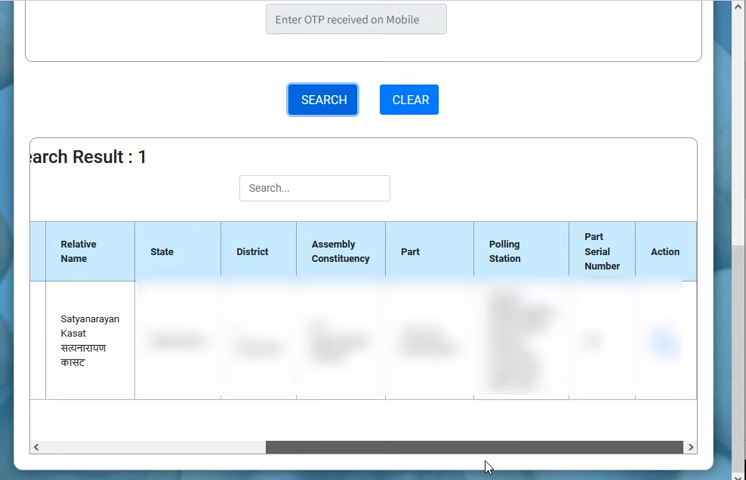 Enter OTP received on Mobile
SEARCH
CLEAR
earch Result : 1
Search...
Relative
Name
State
District
Assembly
Constituency
Part
Polling
Station
Part
Serial
Number
Action
Satyanarayan
Kasat
सत्यनारायण
कासट